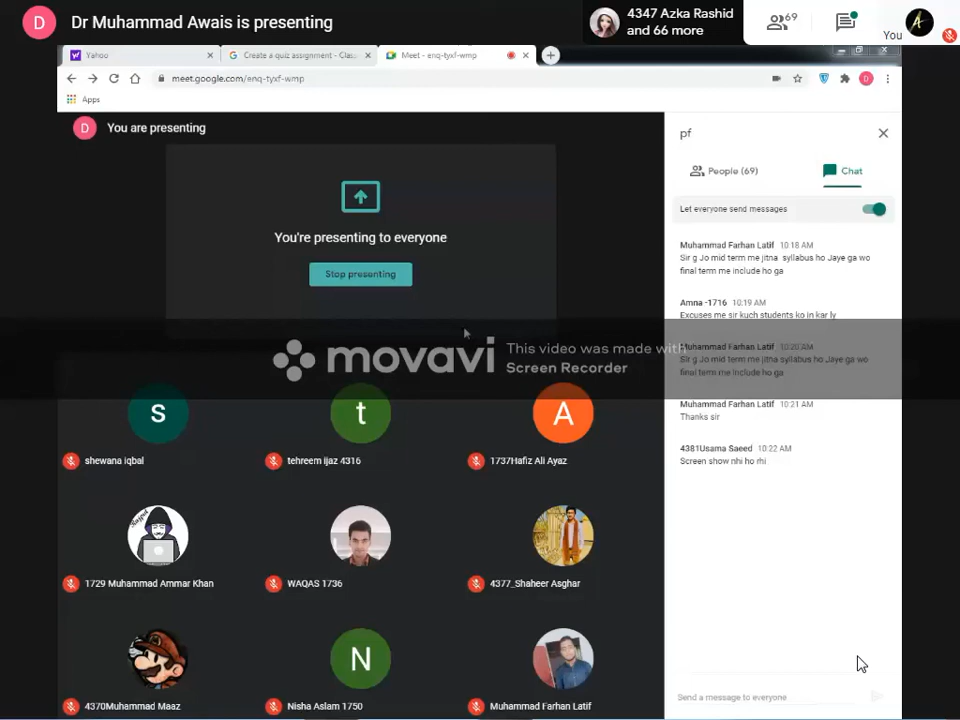 D
Dr Muhammad Awais is presenting
4347 Azka Rashid
and 66 more
69
You
Yahoo
Create a quiz assignment - Clas
Meet - enq-tyxf-wmp
meet.google.com/enq-tyxf-wmp
D
Apps
D
You are presenting
You're presenting to everyone
Stop presenting
pf
People (69)
Chat
Let everyone send messages
Muhammad Farhan Latif 10:18 AM
Sir g Jo mid term me jitna syllabus ho Jaye ga wo
final term me include ho ga
Amna -1716 10:19 AM
Excuses me sir kuch students ko in kar ly
Muhammad Farhan Latif 10:20 AM
Sir g Jo mid term me jitna syllabus ho Jaye ga wo
final term me include ho ga
Muhammad Farhan Latif 10:21 AM
Thanks sir
4381Usama Saeed 10:22 AM
Screen show nhi ho rhi
movavi
This video was made with
Screen Recorder
s
t
A
shewana iqbal
tehreem ijaz 4316
1737Hafiz Ali Ayaz
1729 Muhammad Ammar Khan
WAQAS 1736
4377_Shaheer Asghar
N
4370Muhammad Maaz
Nisha Aslam 1750
Muhammad Farhan Latif
Send a message to everyone